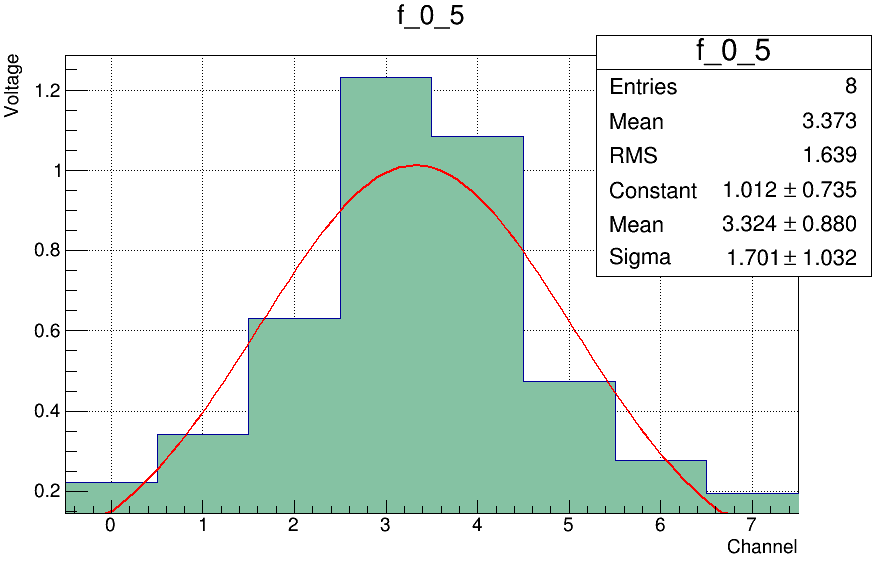 f_0_5
Voltage
1.2
1
0.8
0.6
0.4
0.2
0 1 2 3 4 5 6 7
Channel
f_0_5
Entries 8
Mean 3.373
RMS 1.639
Constant 1.012 ± 0.735
Mean 3.324 ± 0.880
Sigma 1.701 ± 1.032